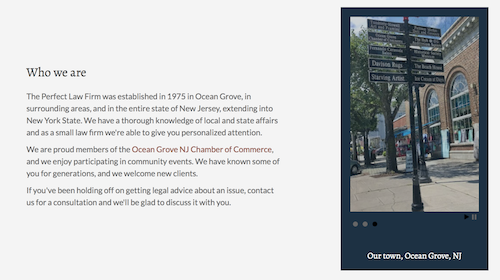 Who we are
The Perfect Law Firm was established in 1975 in Ocean Grove, in
surrounding areas, and in the entire state of New Jersey, extending into
New York State. We have a thorough knowledge of local and state affairs
and as a small law firm we're able to give you personalized attention.
We are proud members of the Ocean Grove NJ Chamber of Commerce,
and we enjoy participating in community events. We have known some of
you for generations, and we welcome new clients.
If you've been holding off on getting legal advice about an issue, contact
us for a consultation and we'll be glad to discuss it with you.
Davison Bags
Starving Artist
Our town, Ocean Grove, NJ